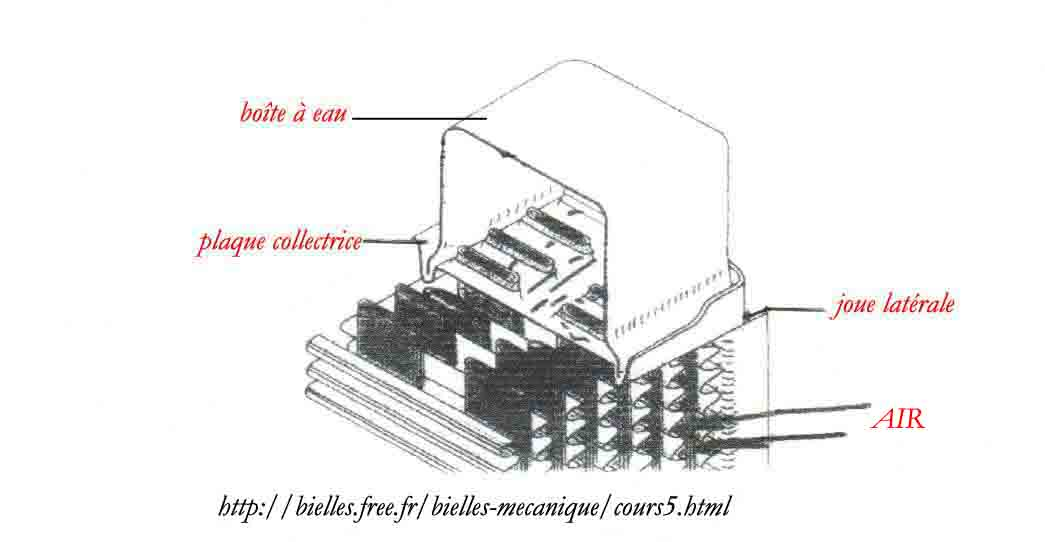 boîte à eau
plaque collectrice
joue latérale
AIR
http://bielles.free.fr/bielles-mecanique/cours5.html